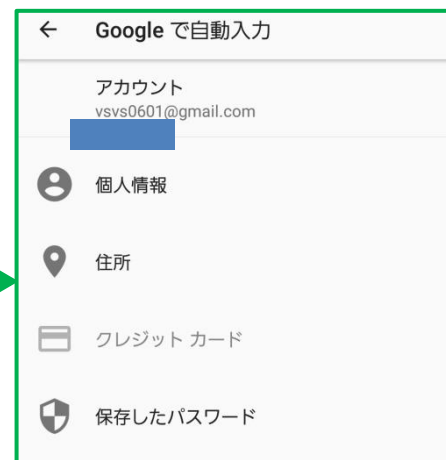 Google で自動入力
アカウント
vsvs0601@gmail.com
個人情報
住所
クレジット カード
保存したパスワード